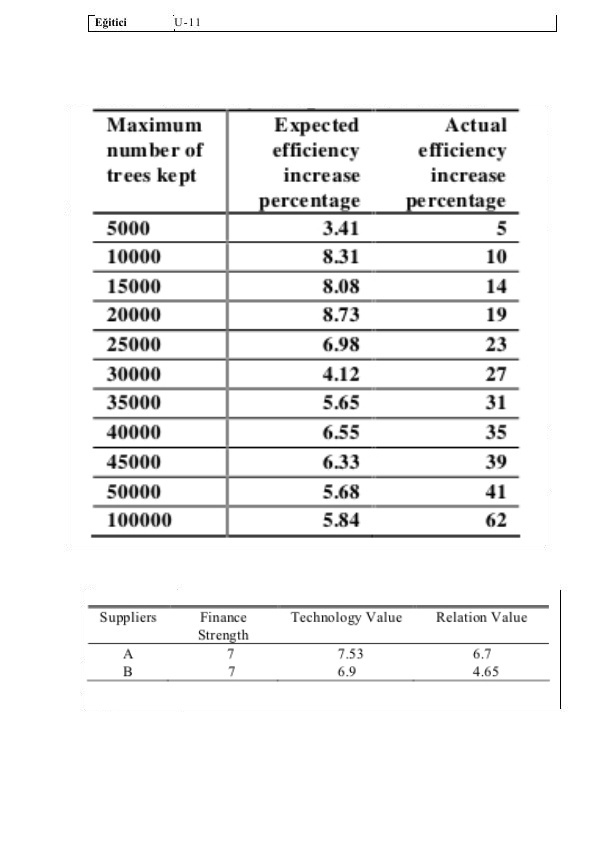 Eğitici U-11
Maximum number of trees kept Expected efficiency increase percentage Actual efficiency increase percentage
5000 3.41 5
10000 8.31 10
15000 8.08 14
20000 8.73 19
25000 6.98 23
30000 4.12 27
35000 5.65 31
40000 6.55 35
45000 6.33 39
50000 5.68 41
100000 5.84 62
Suppliers Finance Strength Technology Value Relation Value
A 7 7.53 6.7
B 7 6.9 4.65